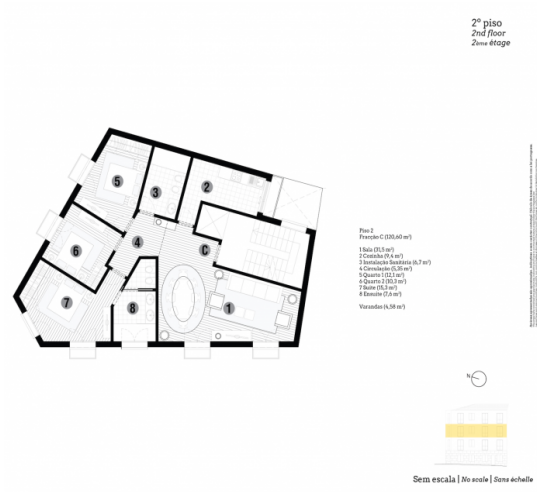 2º piso
2nd floor
2ème étage
5
3
2
6
4
C
7
8
1
Piso 2
Fracção C (120,60 m²)
1 Sala (31,5 m²)
2 Cozinha (9,4 m²)
3 Instalação Sanitária (6,7 m²)
4 Circulação (5,35 m²)
5 Quarto 1 (12,1 m²)
6 Quarto 2 (10,3 m²)
7 Suite (15,3 m²)
8 Ensuite (7,6 m²)
Varandas (4,58 m²)
N
Sem escala | No scale | Sans échelle